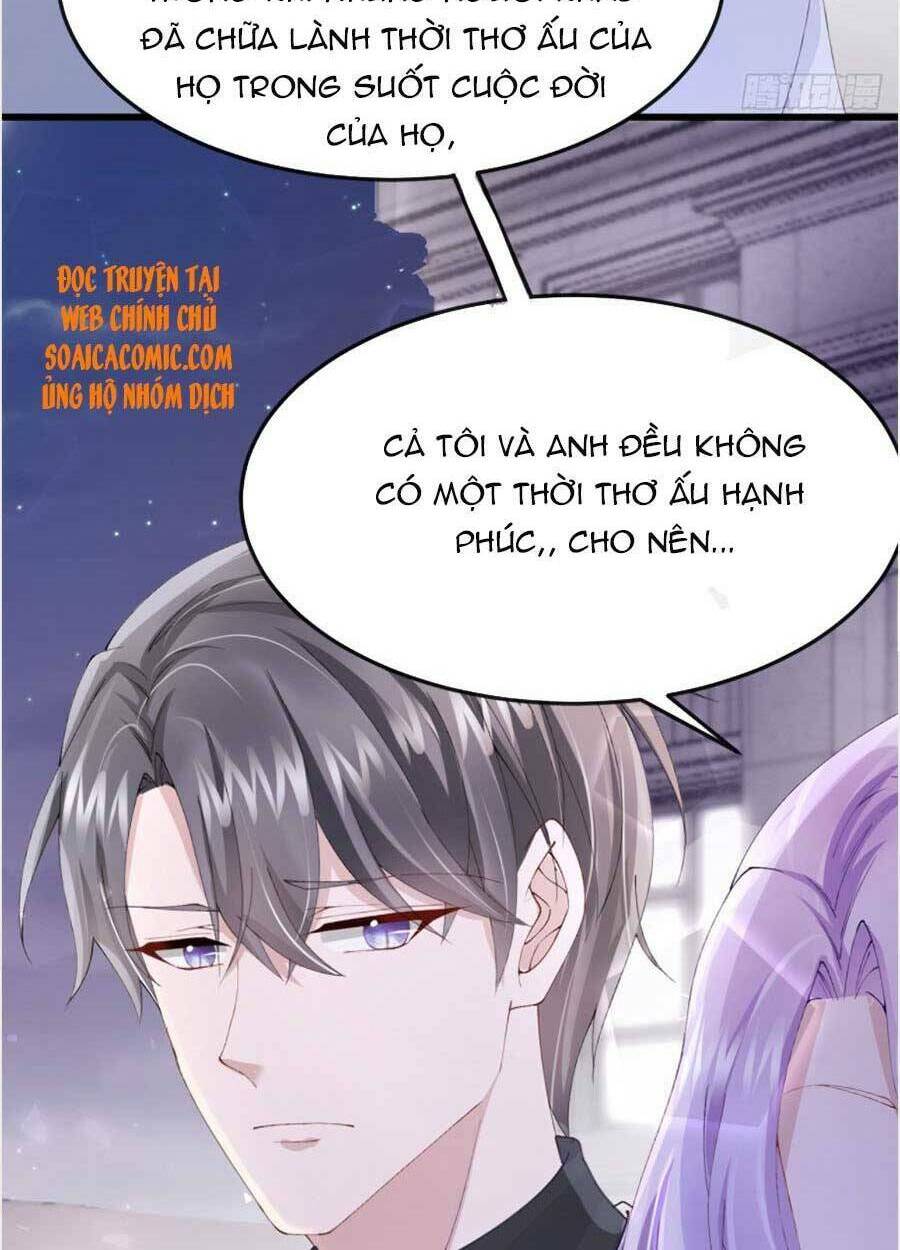 ĐÃ CHỮA LÀNH THỜI THƠ ẤU CỦA
HỌ TRONG SUỐT CUỘC ĐỜI
CỦA HỌ,
ĐỌC TRUYỆN TẠI
WEB CHÍNH CHỦ
SOAICACOMIC.COM
ỦNG HỘ NHÓM DỊCH
CẢ TÔI VÀ ANH ĐỀU KHÔNG
CÓ MỘT THỜI THƠ ẤU HẠNH
PHÚC,, CHO NÊN...